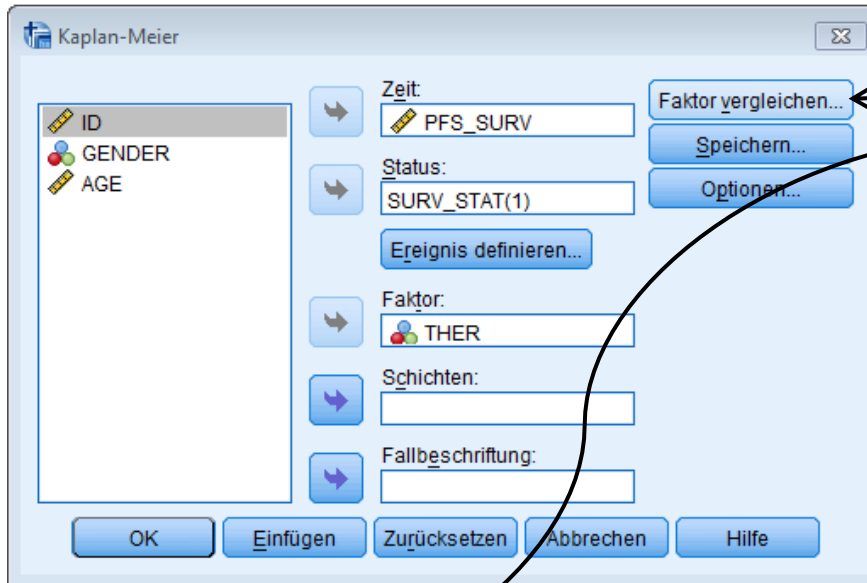 Kaplan-Meier
ID
GENDER
AGE
Zeit:
PFS_SURV
Status:
SURV_STAT(1)
Ereignis definieren...
Faktor:
THER
Schichten:
Fallbeschriftung:
Faktor vergleichen...
Speichern...
Optionen...
OK Einfügen Zurücksetzen Abbrechen Hilfe